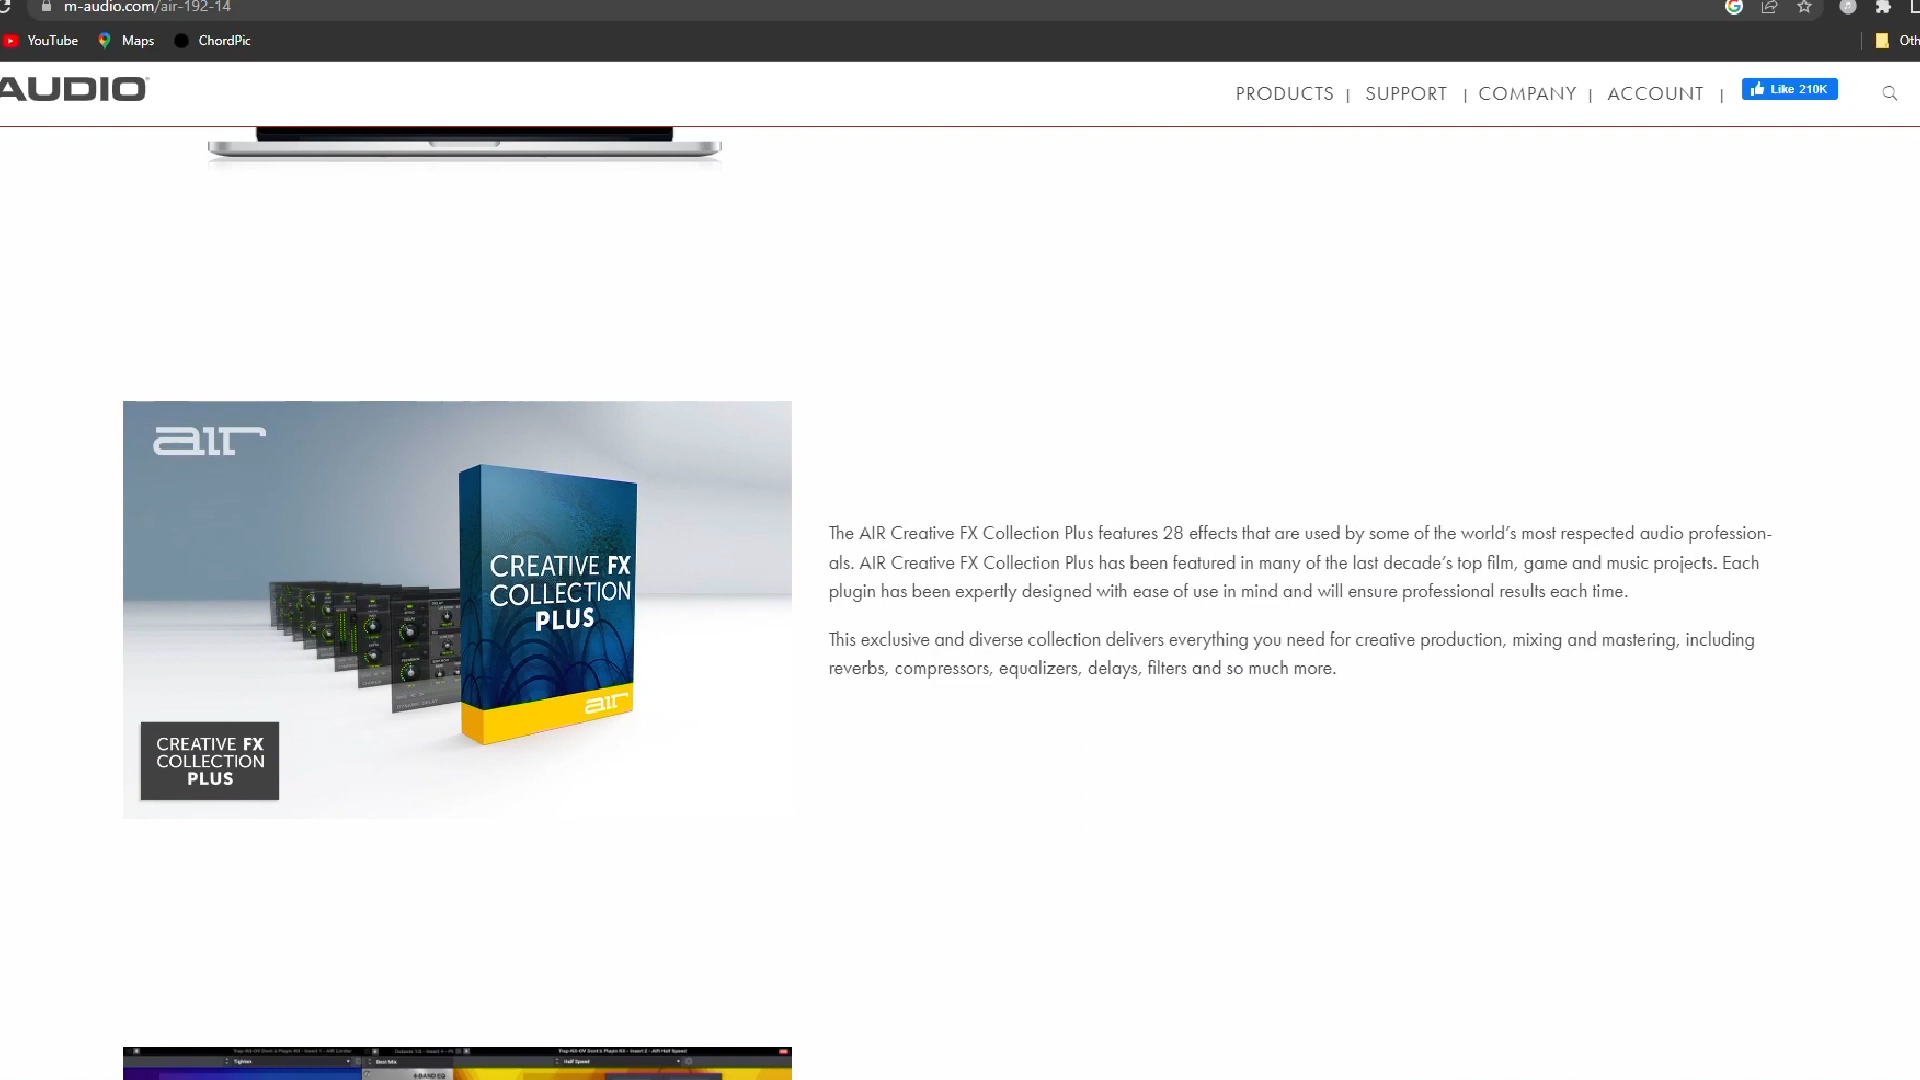 m-audio.com/air-192-14
YouTube Maps ChordPic
AUDIO
PRODUCTS | SUPPORT | COMPANY | ACCOUNT |
Like 210K
air
CREATIVE FX
COLLECTION
PLUS
air
CREATIVE FX
COLLECTION
PLUS
The AIR Creative FX Collection Plus features 28 effects that are used by some of the world’s most respected audio profession-
als. AIR Creative FX Collection Plus has been featured in many of the last decade’s top film, game and music projects. Each
plugin has been expertly designed with ease of use in mind and will ensure professional results each time.
This exclusive and diverse collection delivers everything you need for creative production, mixing and mastering, including
reverbs, compressors, equalizers, delays, filters and so much more.
Tighten Best Mix Half Speed